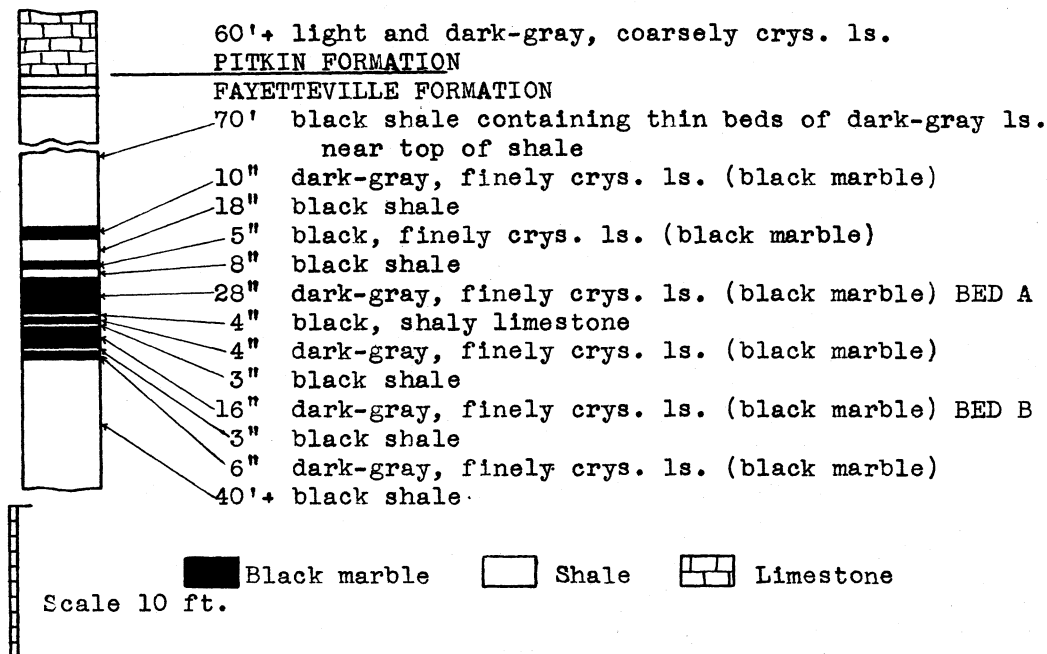 60'+ light and dark-gray, coarsely crys. ls.
PITKIN FORMATION
FAYETTEVILLE FORMATION
70' black shale containing thin beds of dark-gray ls.
near top of shale
10" dark-gray, finely crys. ls. (black marble)
18" black shale
5" black, finely crys. ls. (black marble)
8" black shale
28" dark-gray, finely crys. ls. (black marble) BED A
4" black, shaly limestone
4" dark-gray, finely crys. ls. (black marble)
3" black shale
16" dark-gray, finely crys. ls. (black marble) BED B
3" black shale
6" dark-gray, finely crys. ls. (black marble)
40'+ black shale
Black marble Shale Limestone
Scale 10 ft.